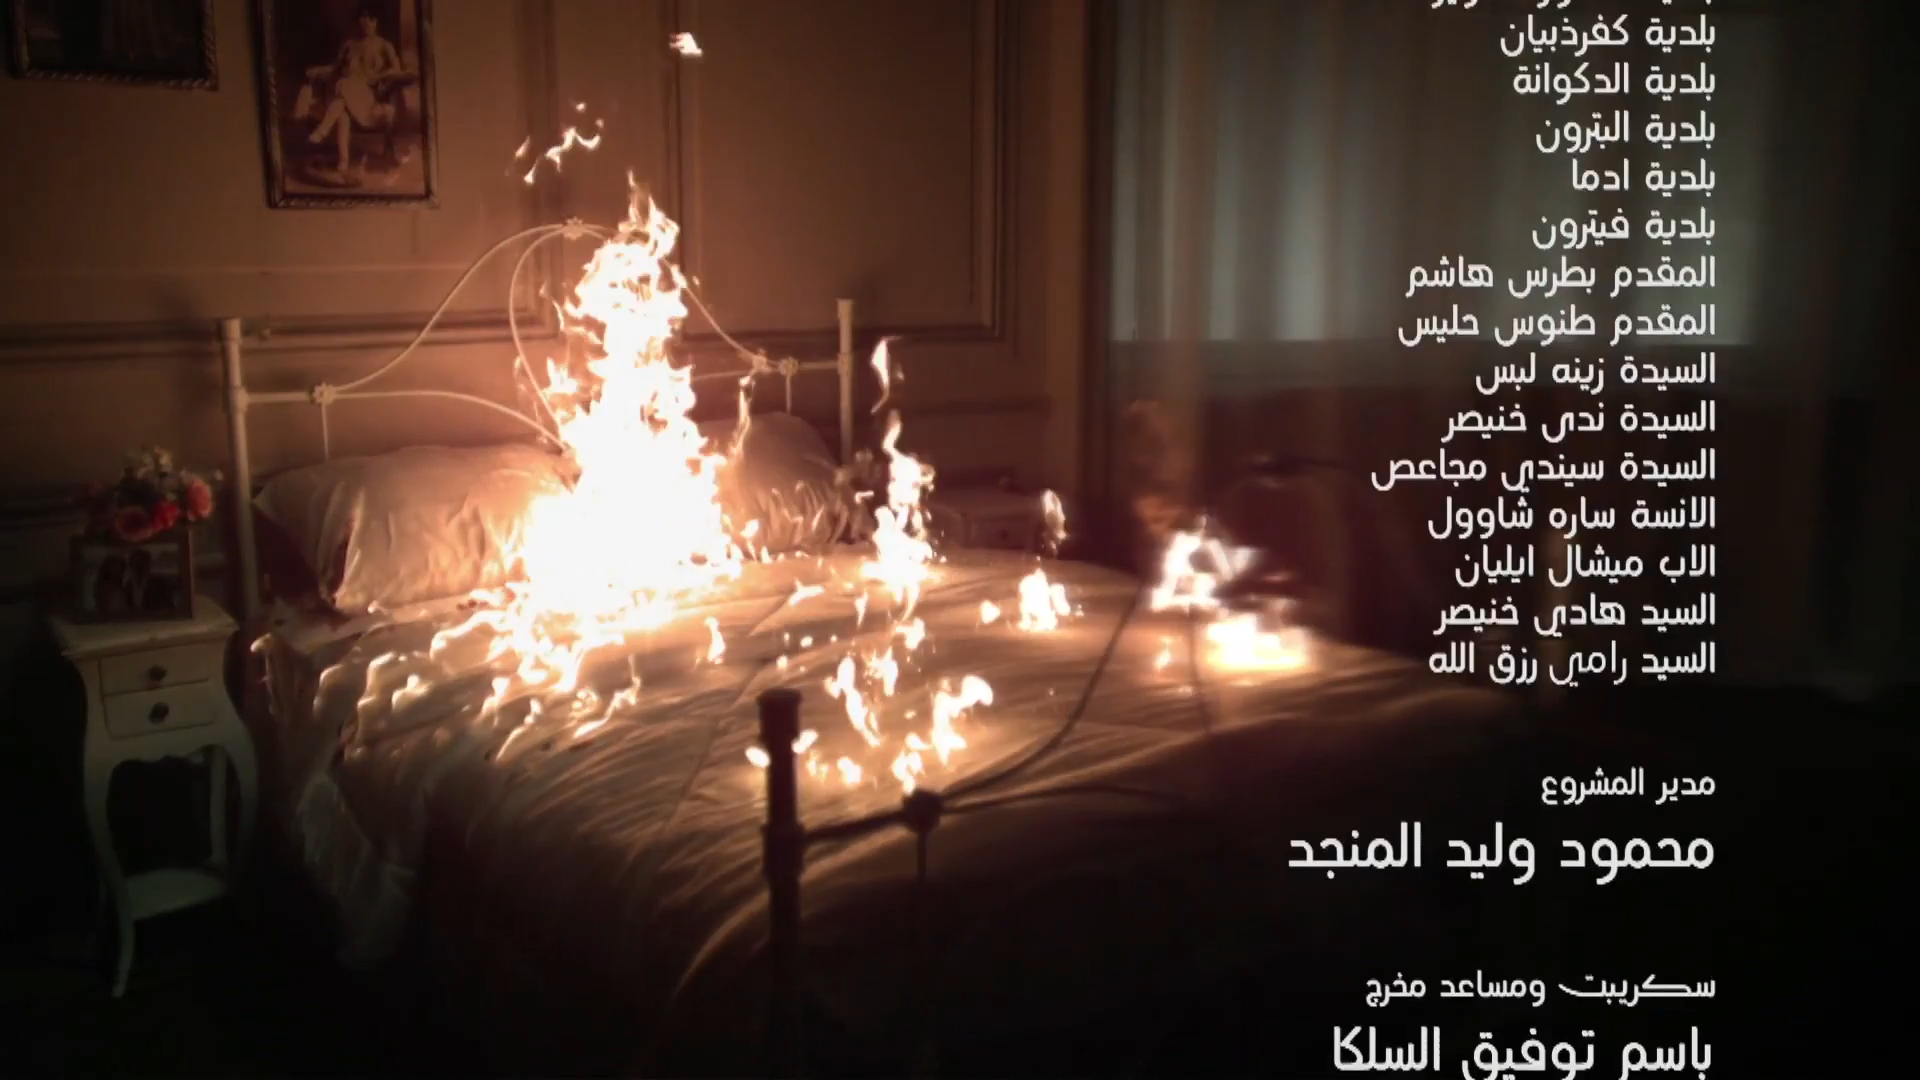 بلدية كفرذبيان
بلدية الدكوانة
بلدية البترون
بلدية ادما
بلدية فيترون
المقدم بطرس هاشم
المقدم طنوس حليس
السيدة زينه لبس
السيدة ندى خنيصر
السيدة سيندي مجاعص
الانسة ساره شاوول
الاب ميشال ايليان
السيد هادي خنيصر
السيد رامي رزق الله
مدير المشروع
محمود وليد المنجد
سكريبت ومساعد مخرج
باسم توفيق السلكا